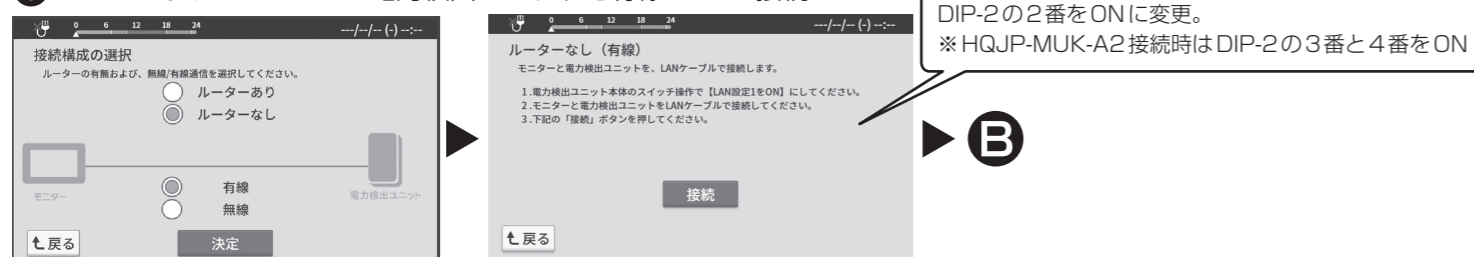 0 6 12 18 24
---/--/-- (-) --:--
接続構成の選択
ルーターの有無および、無線/有線通信を選択してください。
ルーターあり
ルーターなし
モニター
電力検出ユニット
有線
無線
戻る
決定
0 6 12 18 24
---/--/-- (-) --:--
ルーターなし（有線）
モニターと電力検出ユニットを、LANケーブルで接続します。
1.電力検出ユニット本体のスイッチ操作で【LAN設定1をON】にしてください。
2.モニターと電力検出ユニットをLANケーブルで接続してください。
3.下記の「接続」ボタンを押してください。
接続
戻る
DIP-2の2番をONに変更。
※HQJP-MUK-A2接続時はDIP-2の3番と4番をON
B